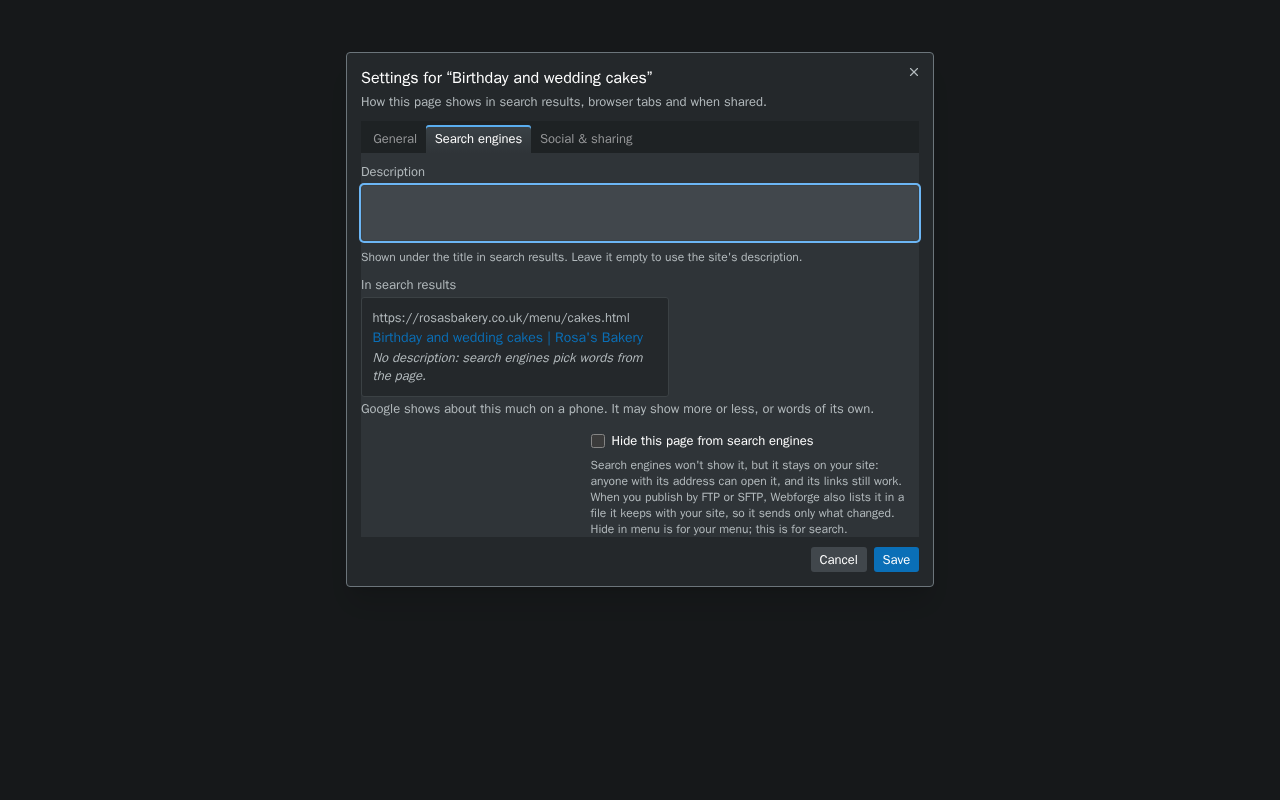 Settings for “Birthday and wedding cakes”
×
How this page shows in search results, browser tabs and when shared.
General Search engines Social & sharing
Description
Shown under the title in search results. Leave it empty to use the site's description.
In search results
https://rosasbakery.co.uk/menu/cakes.html
Birthday and wedding cakes | Rosa's Bakery
No description: search engines pick words from
the page.
Google shows about this much on a phone. It may show more or less, or words of its own.
Hide this page from search engines
Search engines won't show it, but it stays on your site:
anyone with its address can open it, and its links still work.
When you publish by FTP or SFTP, Webforge also lists it in a
file it keeps with your site, so it sends only what changed.
Hide in menu is for your menu; this is for search.
Cancel Save